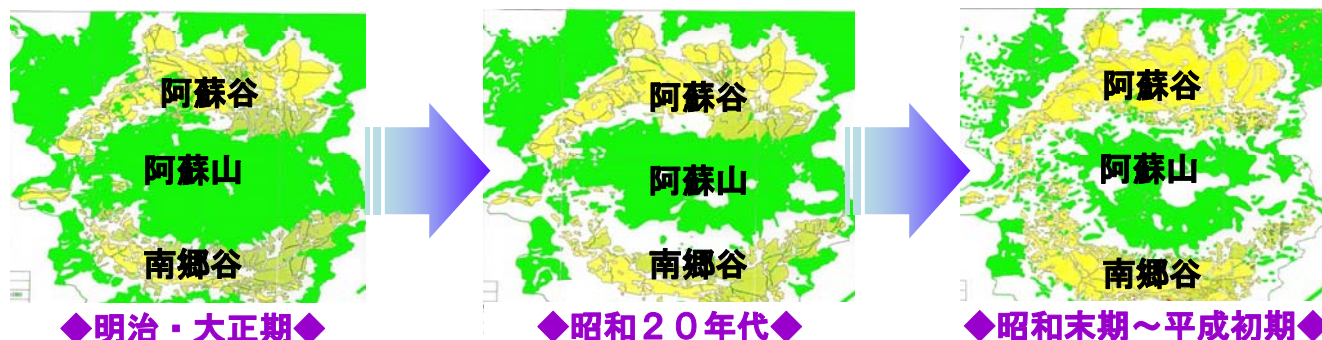 阿蘇谷
阿蘇山
南郷谷
◆明治・大正期◆
阿蘇谷
阿蘇山
南郷谷
◆昭和２０年代◆
阿蘇谷
阿蘇山
南郷谷
◆昭和末期～平成初期◆